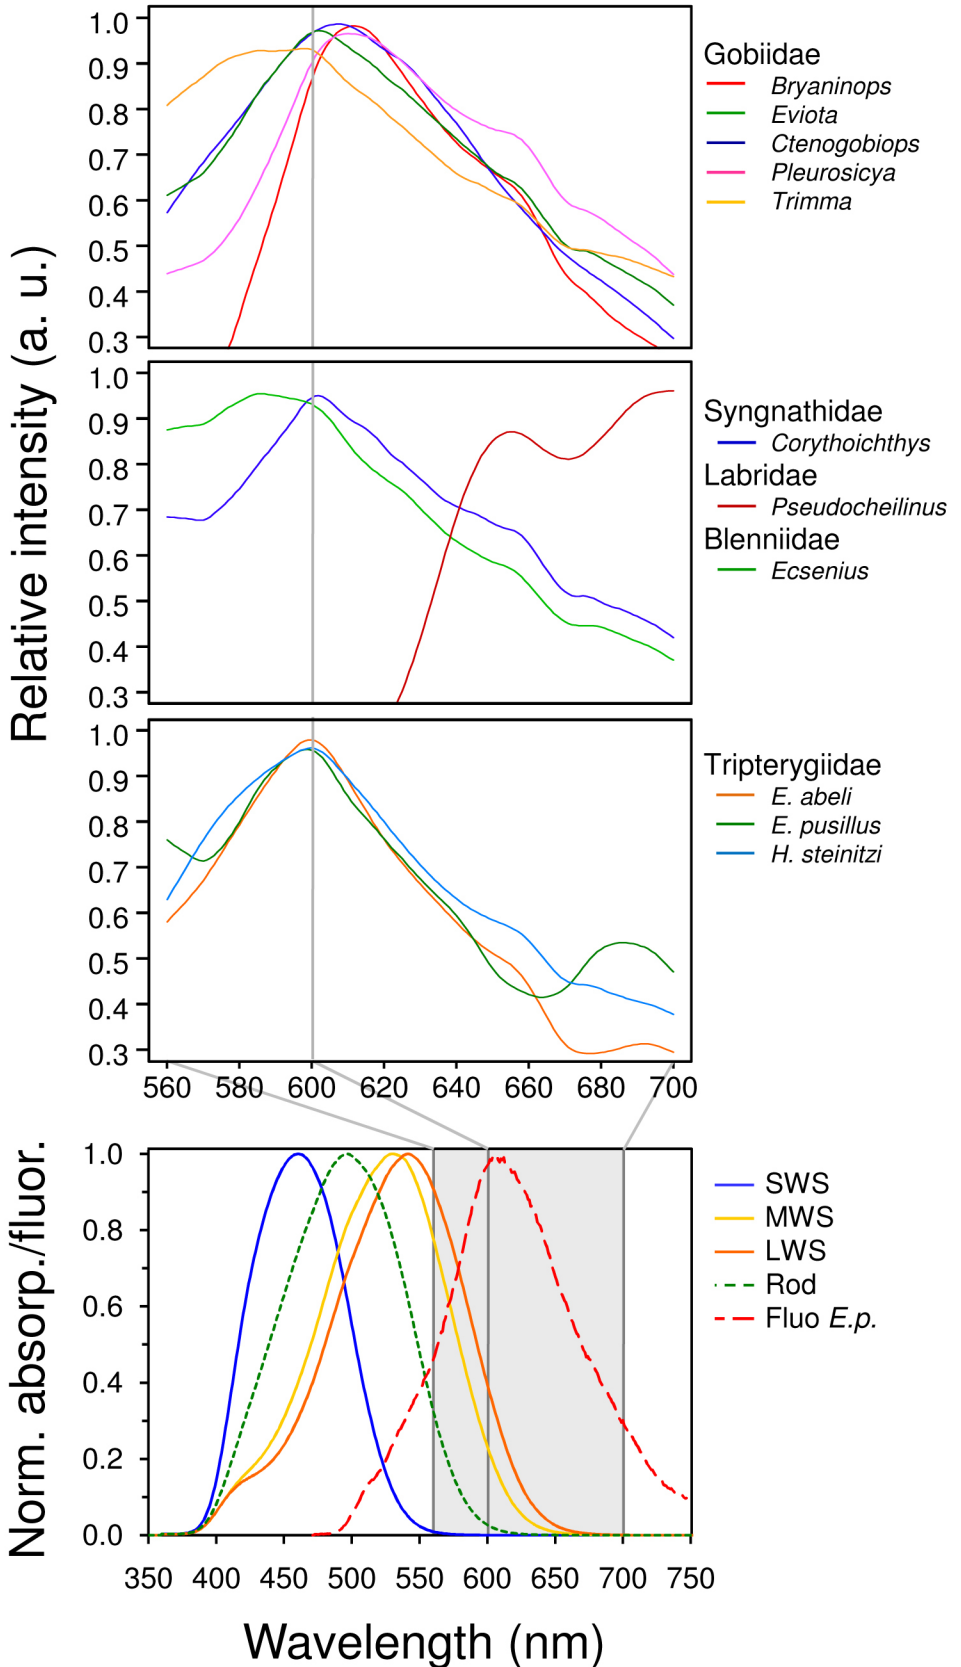 Relative intensity (a. u.)
1.0
0.9
0.8
0.7
0.6
0.5
0.4
0.3
Gobiidae
Bryaninops
Eviota
Ctenogobiops
Pleurosicya
Trimma
1.0
0.9
0.8
0.7
0.6
0.5
0.4
0.3
Syngnathidae
Corythoichthys
Labridae
Pseudocheilinus
Blenniidae
Ecsenius
1.0
0.9
0.8
0.7
0.6
0.5
0.4
0.3
Tripterygiidae
E. abeli
E. pusillus
H. steinitzi
560 580 600 620 640 660 680 700
Norm. absorp./fluor.
1.0
0.8
0.6
0.4
0.2
0.0
SWS
MWS
LWS
Rod
Fluo E.p.
350 400 450 500 550 600 650 700 750
Wavelength (nm)